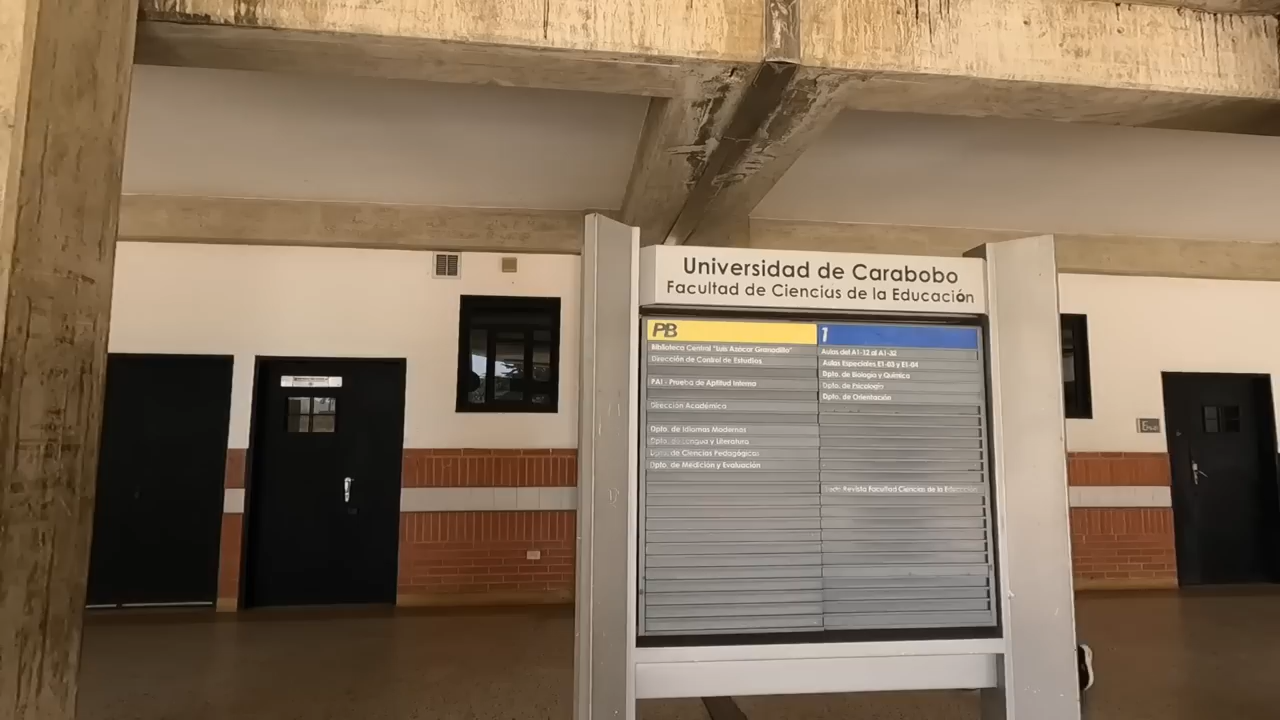 Universidad de Carabobo
Facultad de Ciencias de la Educación
PB
Biblioteca Central "Luis Azócar Granadillo"
Dirección de Control de Estudios
PAI - Prueba de Aptitud Interna
Dirección Académica
Dpto. de Idiomas Modernos
Dpto. de Lengua y Literatura
Dpto. de Ciencias Pedagógicas
Dpto. de Medición y Evaluación
1
Aulas del A1-12 al A1-32
Aulas Especiales E1-03 y E1-04
Dpto. de Biología y Química
Dpto. de Psicología
Dpto. de Orientación
Revista Facultad Ciencias de la Educación